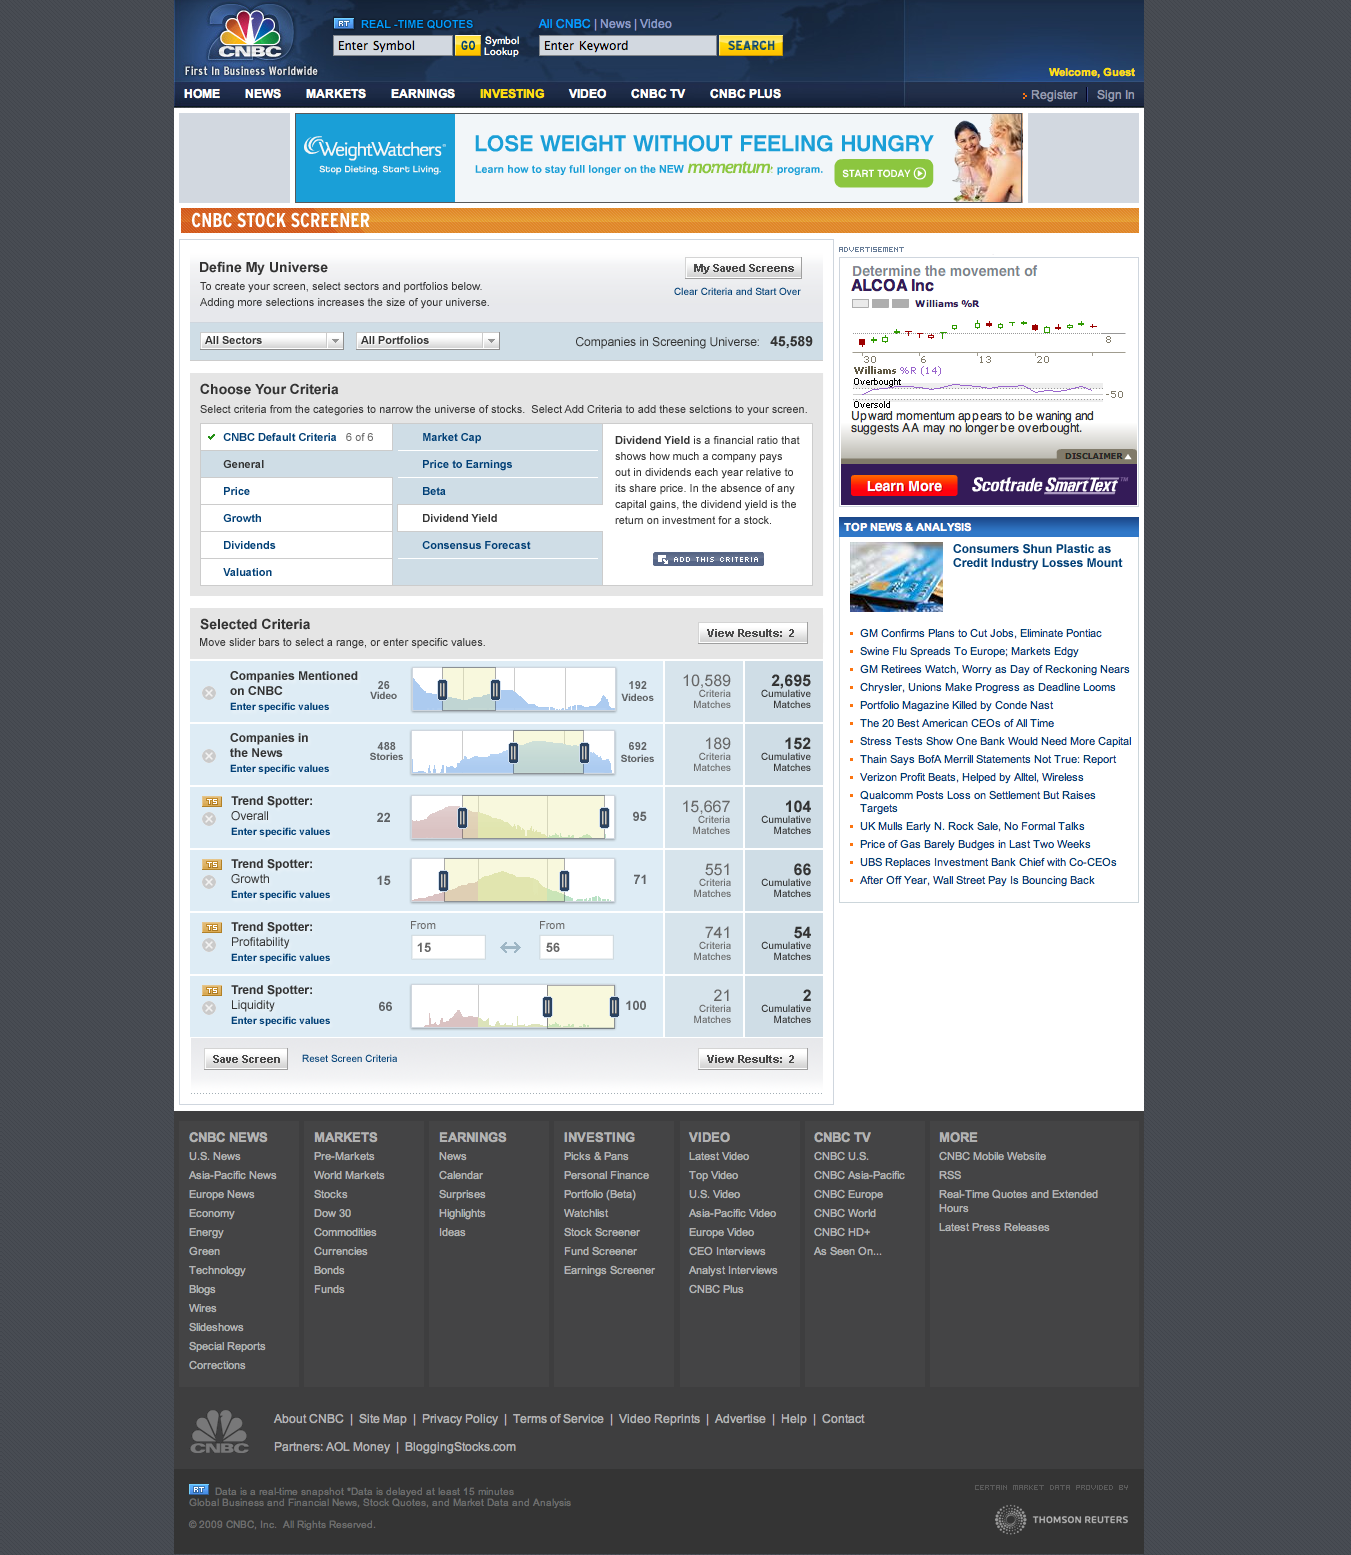 CNBC
First In Business Worldwide
RT REAL -TIME QUOTES
Enter Symbol
GO
Symbol
Lookup
All CNBC | News | Video
Enter Keyword
SEARCH
Welcome, Guest
HOME NEWS MARKETS EARNINGS INVESTING VIDEO CNBC TV CNBC PLUS
Register Sign In
WeightWatchers
Stop Dieting. Start Living.
LOSE WEIGHT WITHOUT FEELING HUNGRY
Learn how to stay full longer on the NEW momentum program.
START TODAY
CNBC STOCK SCREENER
Define My Universe
To create your screen, select sectors and portfolios below.
Adding more selections increases the size of your universe.
My Saved Screens
Clear Criteria and Start Over
All Sectors
All Portfolios
Companies in Screening Universe: 45,589
Choose Your Criteria
Select criteria from the categories to narrow the universe of stocks. Select Add Criteria to add these selctions to your screen.
CNBC Default Criteria 6 of 6
General
Price
Growth
Dividends
Valuation
Market Cap
Price to Earnings
Beta
Dividend Yield
Consensus Forecast
Dividend Yield is a financial ratio that
shows how much a company pays
out in dividends each year relative to
its share price. In the absence of any
capital gains, the dividend yield is the
return on investment for a stock.
ADD THIS CRITERIA
Selected Criteria
Move slider bars to select a range, or enter specific values.
View Results: 2
Companies Mentioned
on CNBC
Enter specific values
26
Video
192
Videos
10,589
Criteria
Matches
2,695
Cumulative
Matches
Companies in
the News
Enter specific values
488
Stories
692
Stories
189
Criteria
Matches
152
Cumulative
Matches
TS Trend Spotter:
Overall
Enter specific values
22
95
15,667
Criteria
Matches
104
Cumulative
Matches
TS Trend Spotter:
Growth
Enter specific values
15
71
551
Criteria
Matches
66
Cumulative
Matches
TS Trend Spotter:
Profitability
Enter specific values
From
15
From
56
741
Criteria
Matches
54
Cumulative
Matches
TS Trend Spotter:
Liquidity
Enter specific values
66
100
21
Criteria
Matches
2
Cumulative
Matches
Save Screen
Reset Screen Criteria
View Results: 2
ADVERTISEMENT
Determine the movement of
ALCOA Inc
Williams %R
8
30 6 13 20
Williams %R (14)
Overbought
-50
Oversold
Upward momentum appears to be waning and
suggests AA may no longer be overbought.
DISCLAIMER
Learn More
Scottrade SmartText™
TOP NEWS & ANALYSIS
Consumers Shun Plastic as
Credit Industry Losses Mount
GM Confirms Plans to Cut Jobs, Eliminate Pontiac
Swine Flu Spreads To Europe; Markets Edgy
GM Retirees Watch, Worry as Day of Reckoning Nears
Chrysler, Unions Make Progress as Deadline Looms
Portfolio Magazine Killed by Conde Nast
The 20 Best American CEOs of All Time
Stress Tests Show One Bank Would Need More Capital
Thain Says BofA Merrill Statements Not True: Report
Verizon Profit Beats, Helped by Alltel, Wireless
Qualcomm Posts Loss on Settlement But Raises
Targets
UK Mulls Early N. Rock Sale, No Formal Talks
Price of Gas Barely Budges in Last Two Weeks
UBS Replaces Investment Bank Chief with Co-CEOs
After Off Year, Wall Street Pay Is Bouncing Back
CNBC NEWS
U.S. News
Asia-Pacific News
Europe News
Economy
Energy
Green
Technology
Blogs
Wires
Slideshows
Special Reports
Corrections
MARKETS
Pre-Markets
World Markets
Stocks
Dow 30
Commodities
Currencies
Bonds
Funds
EARNINGS
News
Calendar
Surprises
Highlights
Ideas
INVESTING
Picks & Pans
Personal Finance
Portfolio (Beta)
Watchlist
Stock Screener
Fund Screener
Earnings Screener
VIDEO
Latest Video
Top Video
U.S. Video
Asia-Pacific Video
Europe Video
CEO Interviews
Analyst Interviews
CNBC Plus
CNBC TV
CNBC U.S.
CNBC Asia-Pacific
CNBC Europe
CNBC World
CNBC HD+
As Seen On...
MORE
CNBC Mobile Website
RSS
Real-Time Quotes and Extended
Hours
Latest Press Releases
CNBC
About CNBC | Site Map | Privacy Policy | Terms of Service | Video Reprints | Advertise | Help | Contact
Partners: AOL Money | BloggingStocks.com
RT Data is a real-time snapshot *Data is delayed at least 15 minutes
Global Business and Financial News, Stock Quotes, and Market Data and Analysis
© 2009 CNBC, Inc. All Rights Reserved.
CERTAIN MARKET DATA PROVIDED BY
THOMSON REUTERS